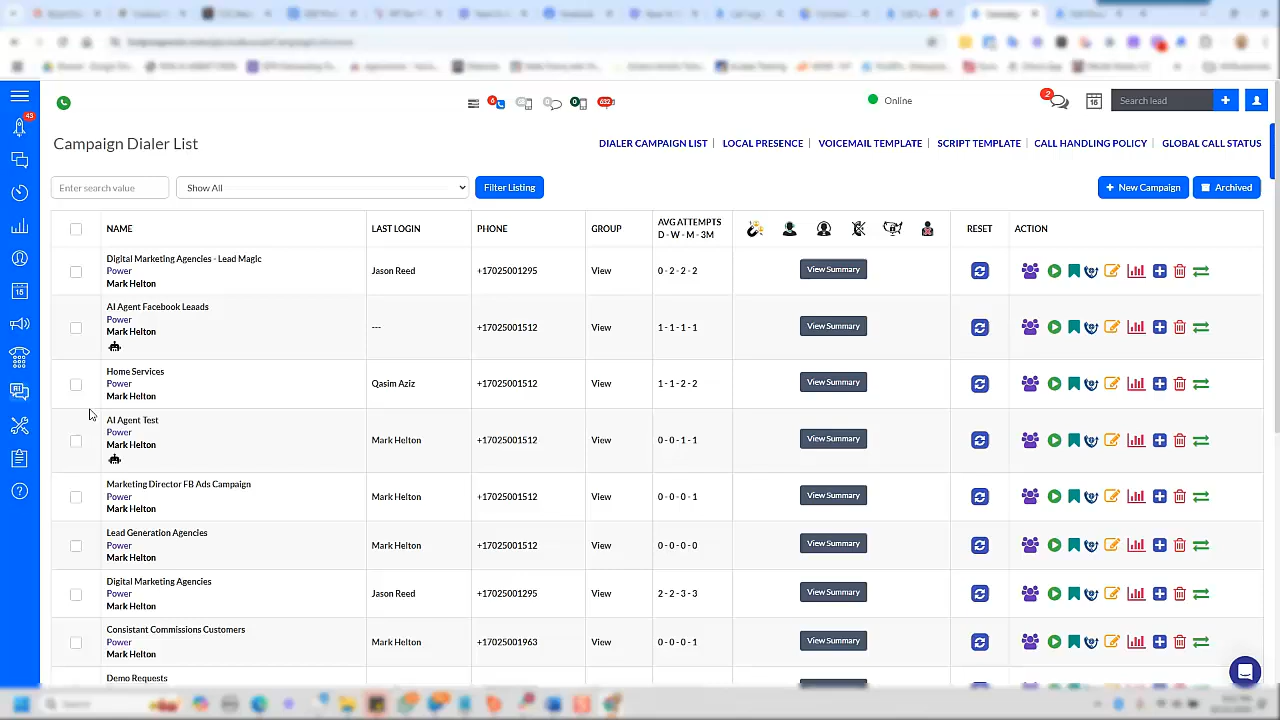 43
6
0
0
0
632
Online
2
16
Search lead
Campaign Dialer List
DIALER CAMPAIGN LIST | LOCAL PRESENCE | VOICEMAIL TEMPLATE | SCRIPT TEMPLATE | CALL HANDLING POLICY | GLOBAL CALL STATUS
Enter search value
Show All
Filter Listing
+ New Campaign
Archived
NAME LAST LOGIN PHONE GROUP AVG ATTEMPTS D - W - M - 3M RESET ACTION
Digital Marketing Agencies - Lead Magic
Power
Mark Helton
Jason Reed +17025001295 View 0 - 2 - 2 - 2 View Summary
AI Agent Facebook Leaads
Power
Mark Helton
--- +17025001512 View 1 - 1 - 1 - 1 View Summary
Home Services
Power
Mark Helton
Qasim Aziz +17025001512 View 1 - 1 - 2 - 2 View Summary
AI Agent Test
Power
Mark Helton
Mark Helton +17025001512 View 0 - 0 - 1 - 1 View Summary
Marketing Director FB Ads Campaign
Power
Mark Helton
Mark Helton +17025001512 View 0 - 0 - 0 - 1 View Summary
Lead Generation Agencies
Power
Mark Helton
Mark Helton +17025001512 View 0 - 0 - 0 - 0 View Summary
Digital Marketing Agencies
Power
Mark Helton
Jason Reed +17025001295 View 2 - 2 - 3 - 3 View Summary
Consistant Commissions Customers
Power
Mark Helton
Mark Helton +17025001963 View 0 - 0 - 0 - 1 View Summary
Demo Requests